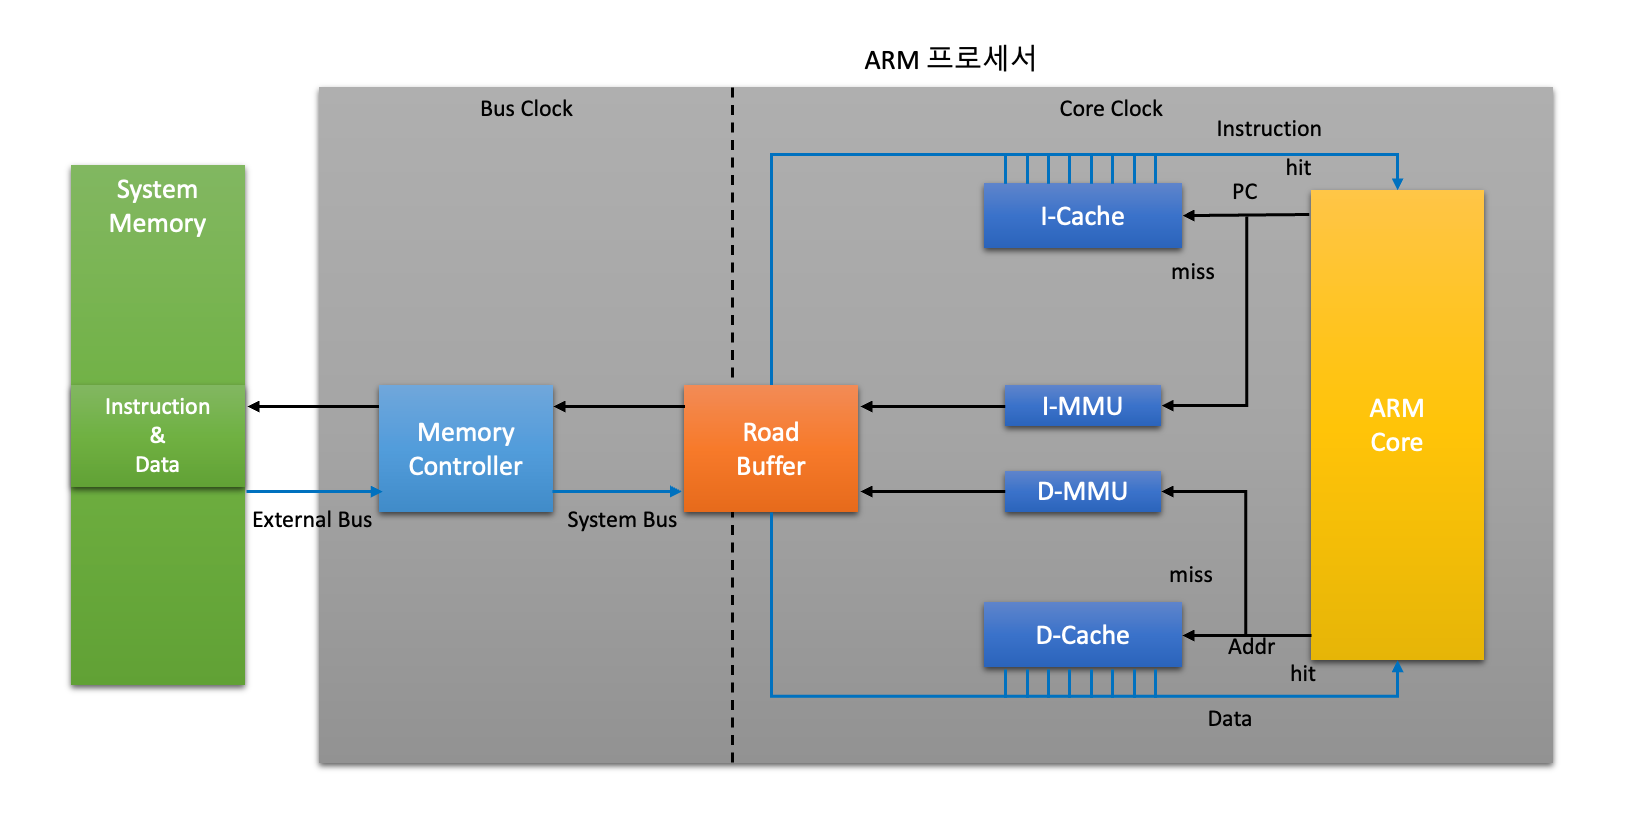 ARM 프로세서
Bus Clock
Core Clock
Instruction
hit
PC
System
Memory
I-Cache
miss
Instruction
&
Data
Memory
Controller
Road
Buffer
I-MMU
ARM
Core
D-MMU
External Bus
System Bus
miss
D-Cache
Addr
hit
Data